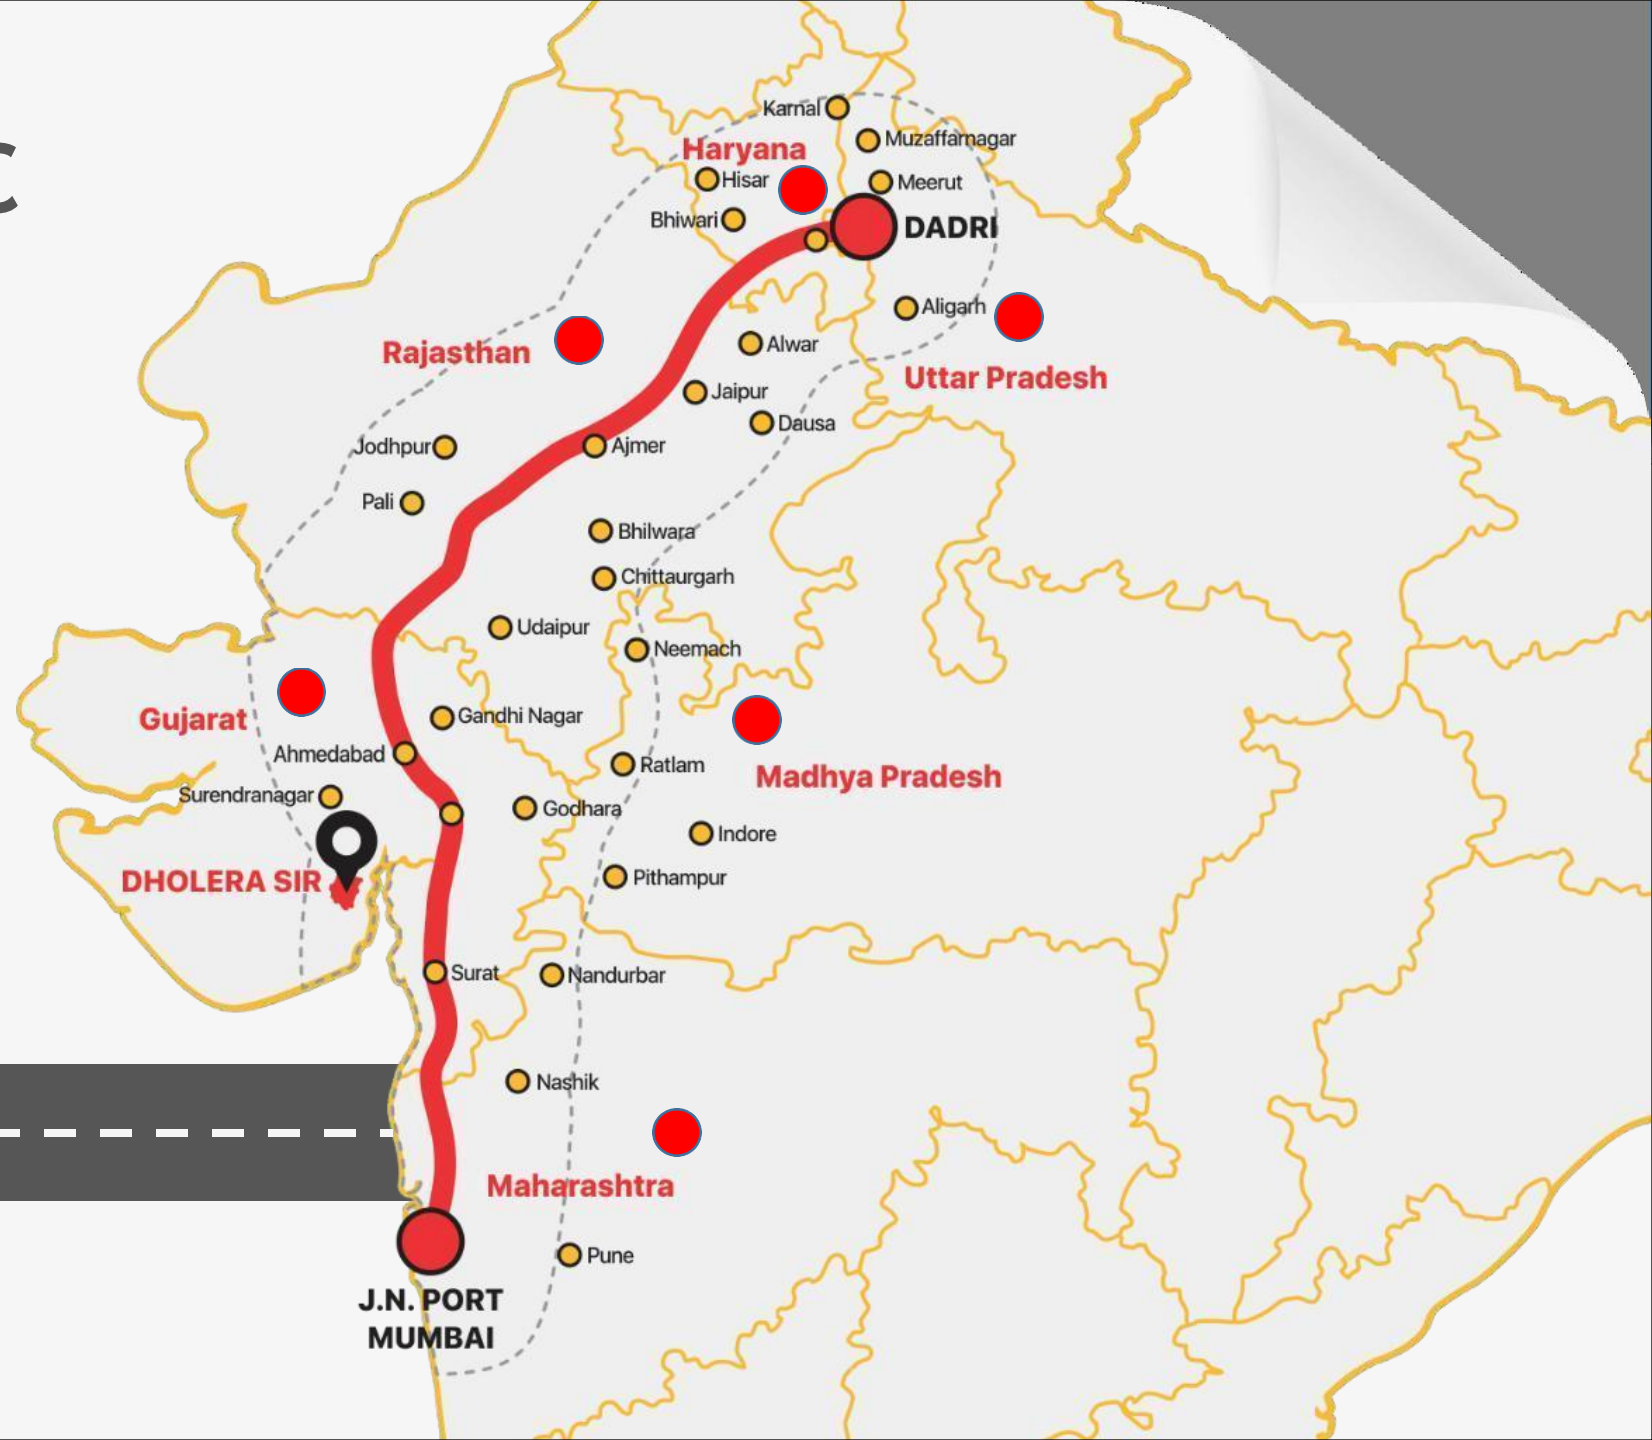 Karnal
Muzaffarnagar
Haryana
Hisar
Meerut
Bhiwari
DADRI
Aligarh
Alwar
Rajasthan
Uttar Pradesh
Jaipur
Dausa
Jodhpur
Ajmer
Pali
Bhilwara
Chittaurgarh
Udaipur
Neemach
Gandhi Nagar
Gujarat
Ahmedabad
Ratlam
Madhya Pradesh
Surendranagar
Godhara
Indore
DHOLERA SIR
Pithampur
Surat
Nandurbar
Nashik
Maharashtra
Pune
J.N. PORT
MUMBAI